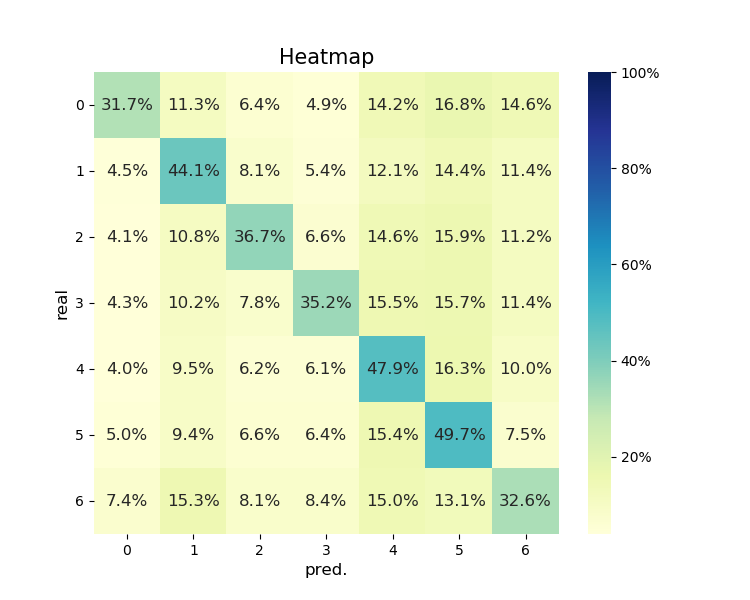 Heatmap
0 31.7% 11.3% 6.4% 4.9% 14.2% 16.8% 14.6%
1 4.5% 44.1% 8.1% 5.4% 12.1% 14.4% 11.4%
2 4.1% 10.8% 36.7% 6.6% 14.6% 15.9% 11.2%
3 4.3% 10.2% 7.8% 35.2% 15.5% 15.7% 11.4%
4 4.0% 9.5% 6.2% 6.1% 47.9% 16.3% 10.0%
5 5.0% 9.4% 6.6% 6.4% 15.4% 49.7% 7.5%
6 7.4% 15.3% 8.1% 8.4% 15.0% 13.1% 32.6%
0 1 2 3 4 5 6
pred.
real
100%
80%
60%
40%
20%